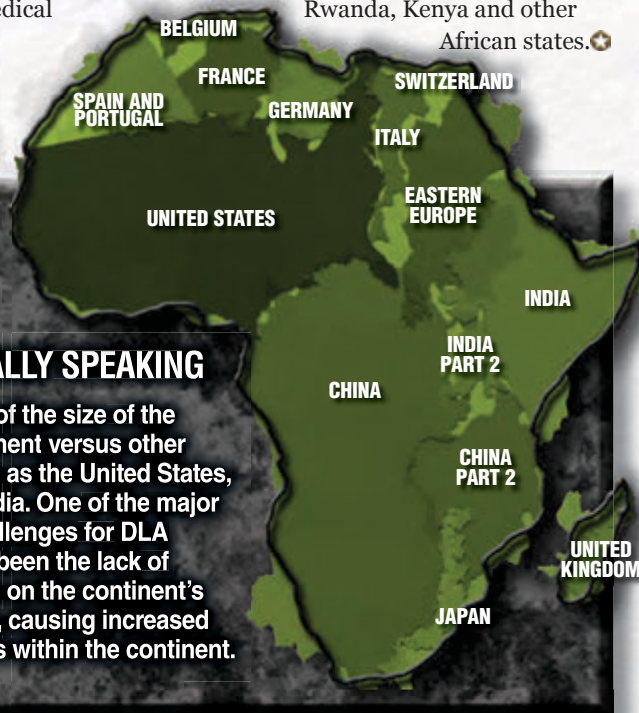 edical
Rwanda, Kenya and other
African states.
BELGIUM
FRANCE
SWITZERLAND
SPAIN AND
PORTUGAL
GERMANY
ITALY
EASTERN
EUROPE
UNITED STATES
INDIA
INDIA
PART 2
CHINA
CHINA
PART 2
UNITED
KINGDOM
JAPAN
ALLY SPEAKING
of the size of the
nent versus other
as the United States,
dia. One of the major
llenges for DLA
been the lack of
on the continent's
, causing increased
s within the continent.